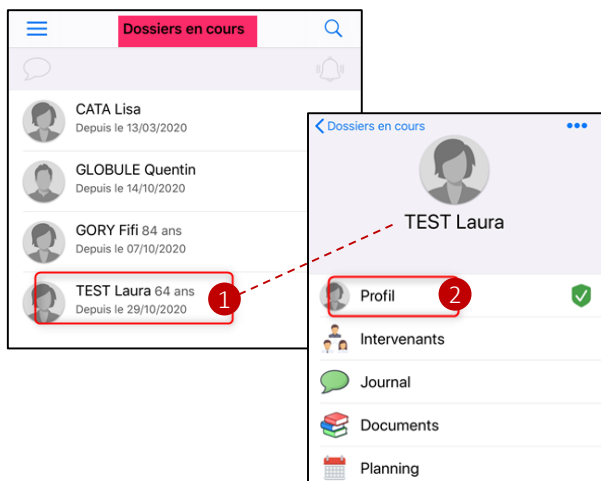 Dossiers en cours
CATA Lisa
Depuis le 13/03/2020
GLOBULE Quentin
Depuis le 14/10/2020
GORY Fifi 84 ans
Depuis le 07/10/2020
TEST Laura 64 ans
Depuis le 29/10/2020
1
Dossiers en cours
TEST Laura
Profil
2
Intervenants
Journal
Documents
Planning